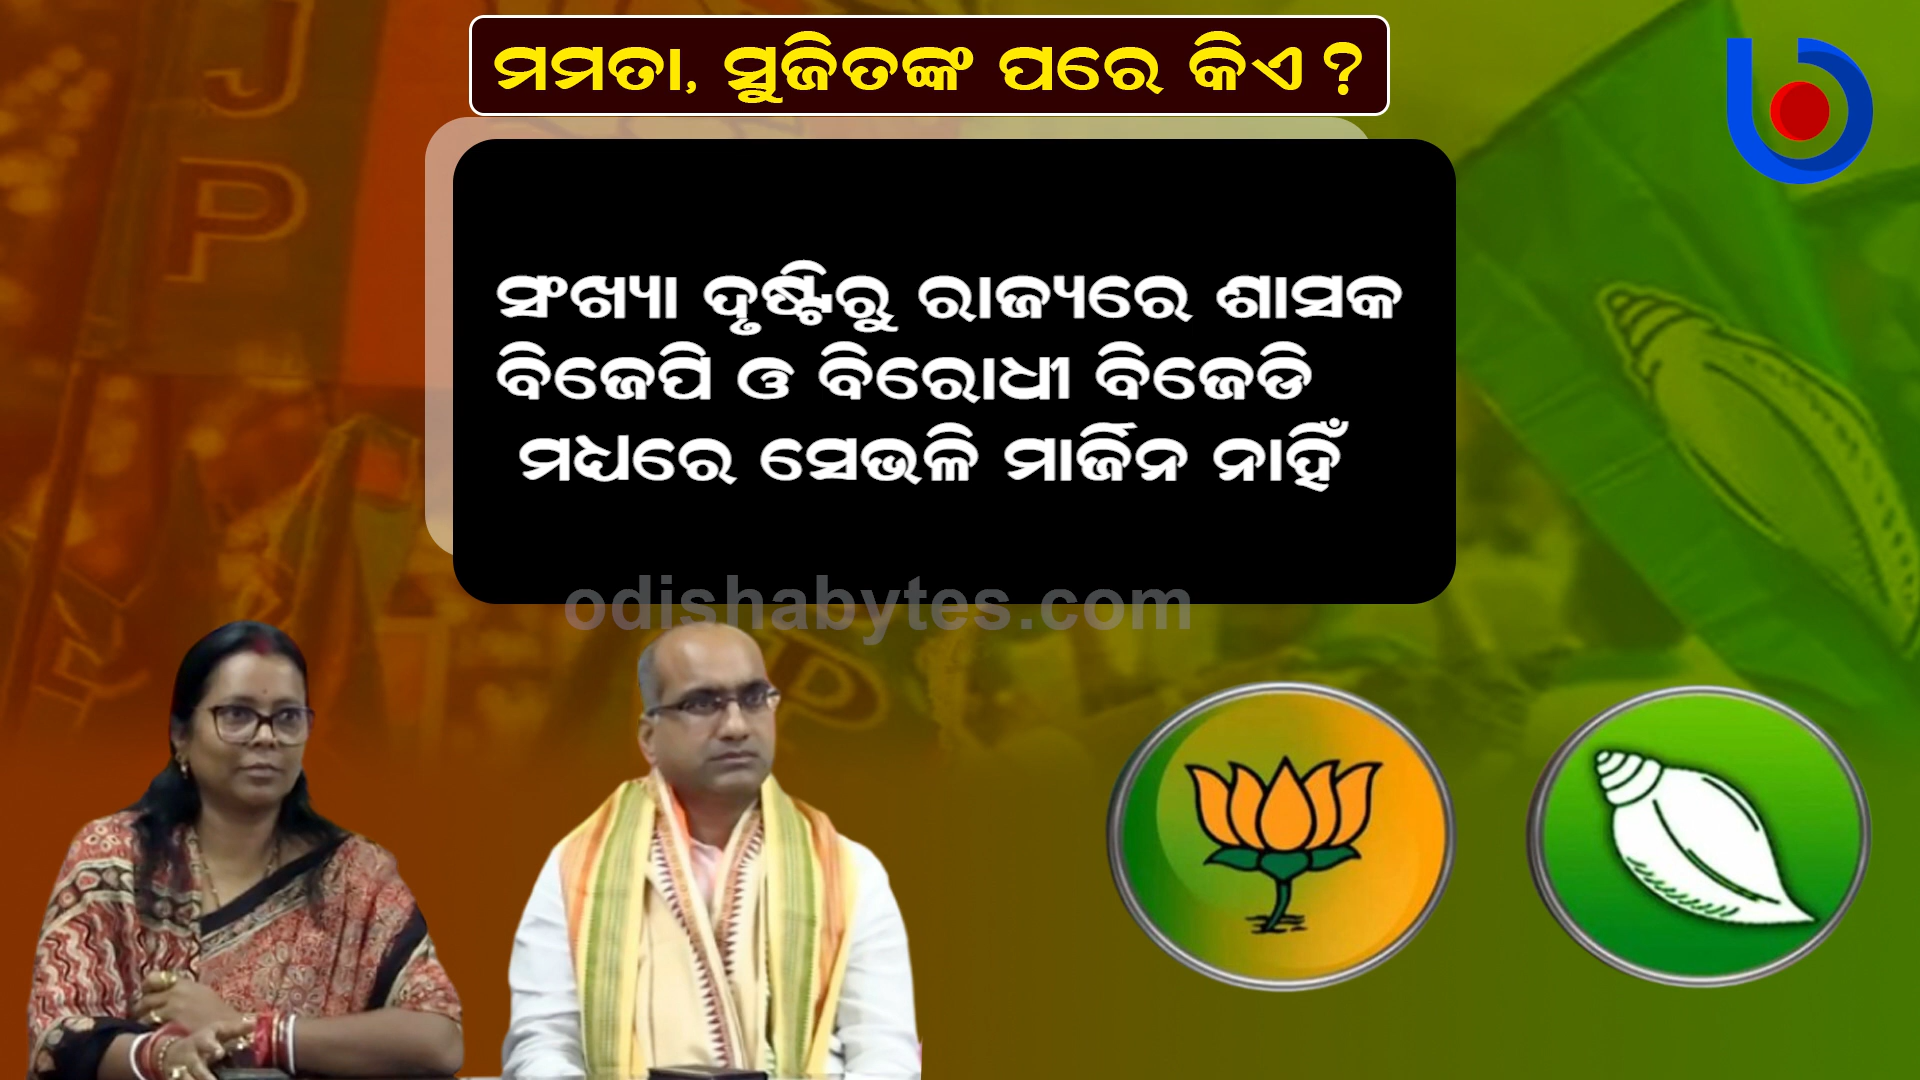 ମମତା, ସୁଜିତଙ୍କ ପରେ କିଏ ?
ସଂଖ୍ୟା ଦୃଷ୍ଟିରୁ ରାଜ୍ୟରେ ଶାସକ
ବିଜେପି ଓ ବିରୋଧୀ ବିଜେଡି
ମଧ୍ୟରେ ସେଭଳି ମାର୍ଜିନ ନାହିଁ
odishabytes.com
J
P
P